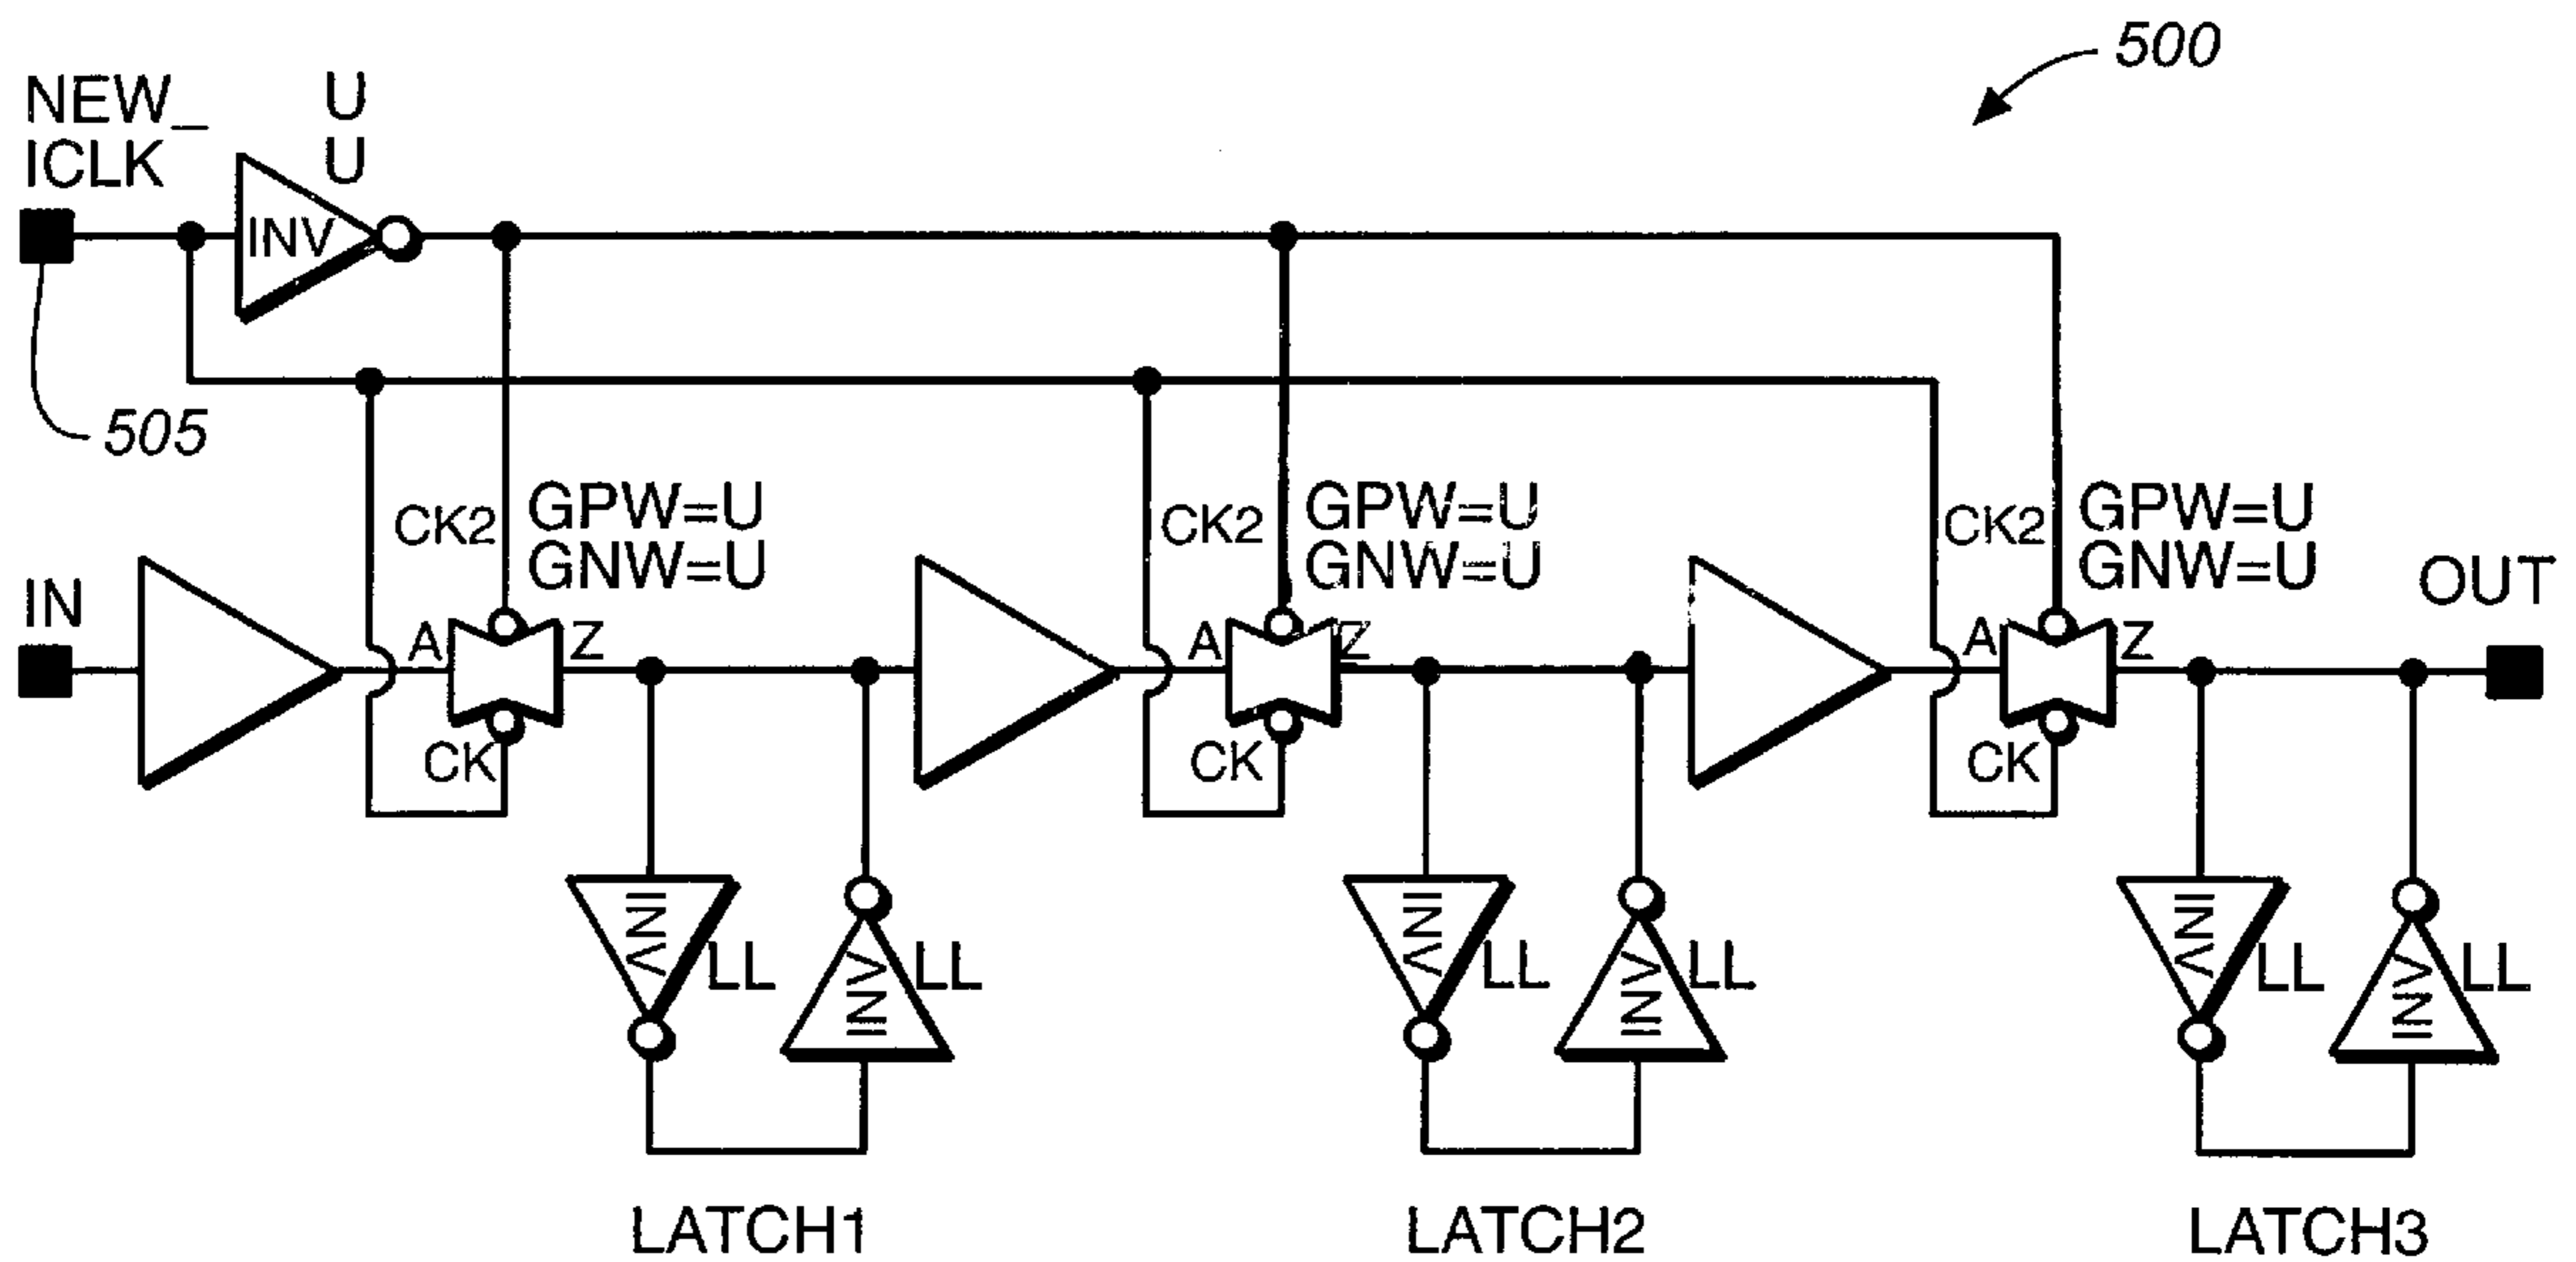 500
NEW_
ICLK
U
U
INV
505
CK2
GPW=U
GNW=U
CK2
GPW=U
GNW=U
CK2
GPW=U
GNW=U
IN
OUT
A
Z
A
Z
A
Z
CK
CK
CK
INV
LL
INV
LL
INV
LL
INV
LL
INV
LL
INV
LL
LATCH1
LATCH2
LATCH3